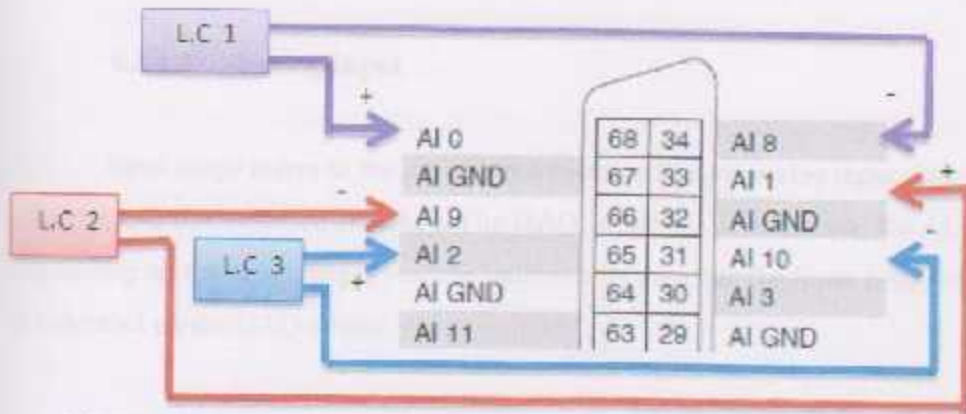 L.C 1
+
-
AI 0 68 34 AI 8
AI GND 67 33 AI 1 +
- AI 9 66 32 AI GND
L.C 2
-
L.C 3 AI 2 65 31 AI 10
+
AI GND 64 30 AI 3
AI 11 63 29 AI GND